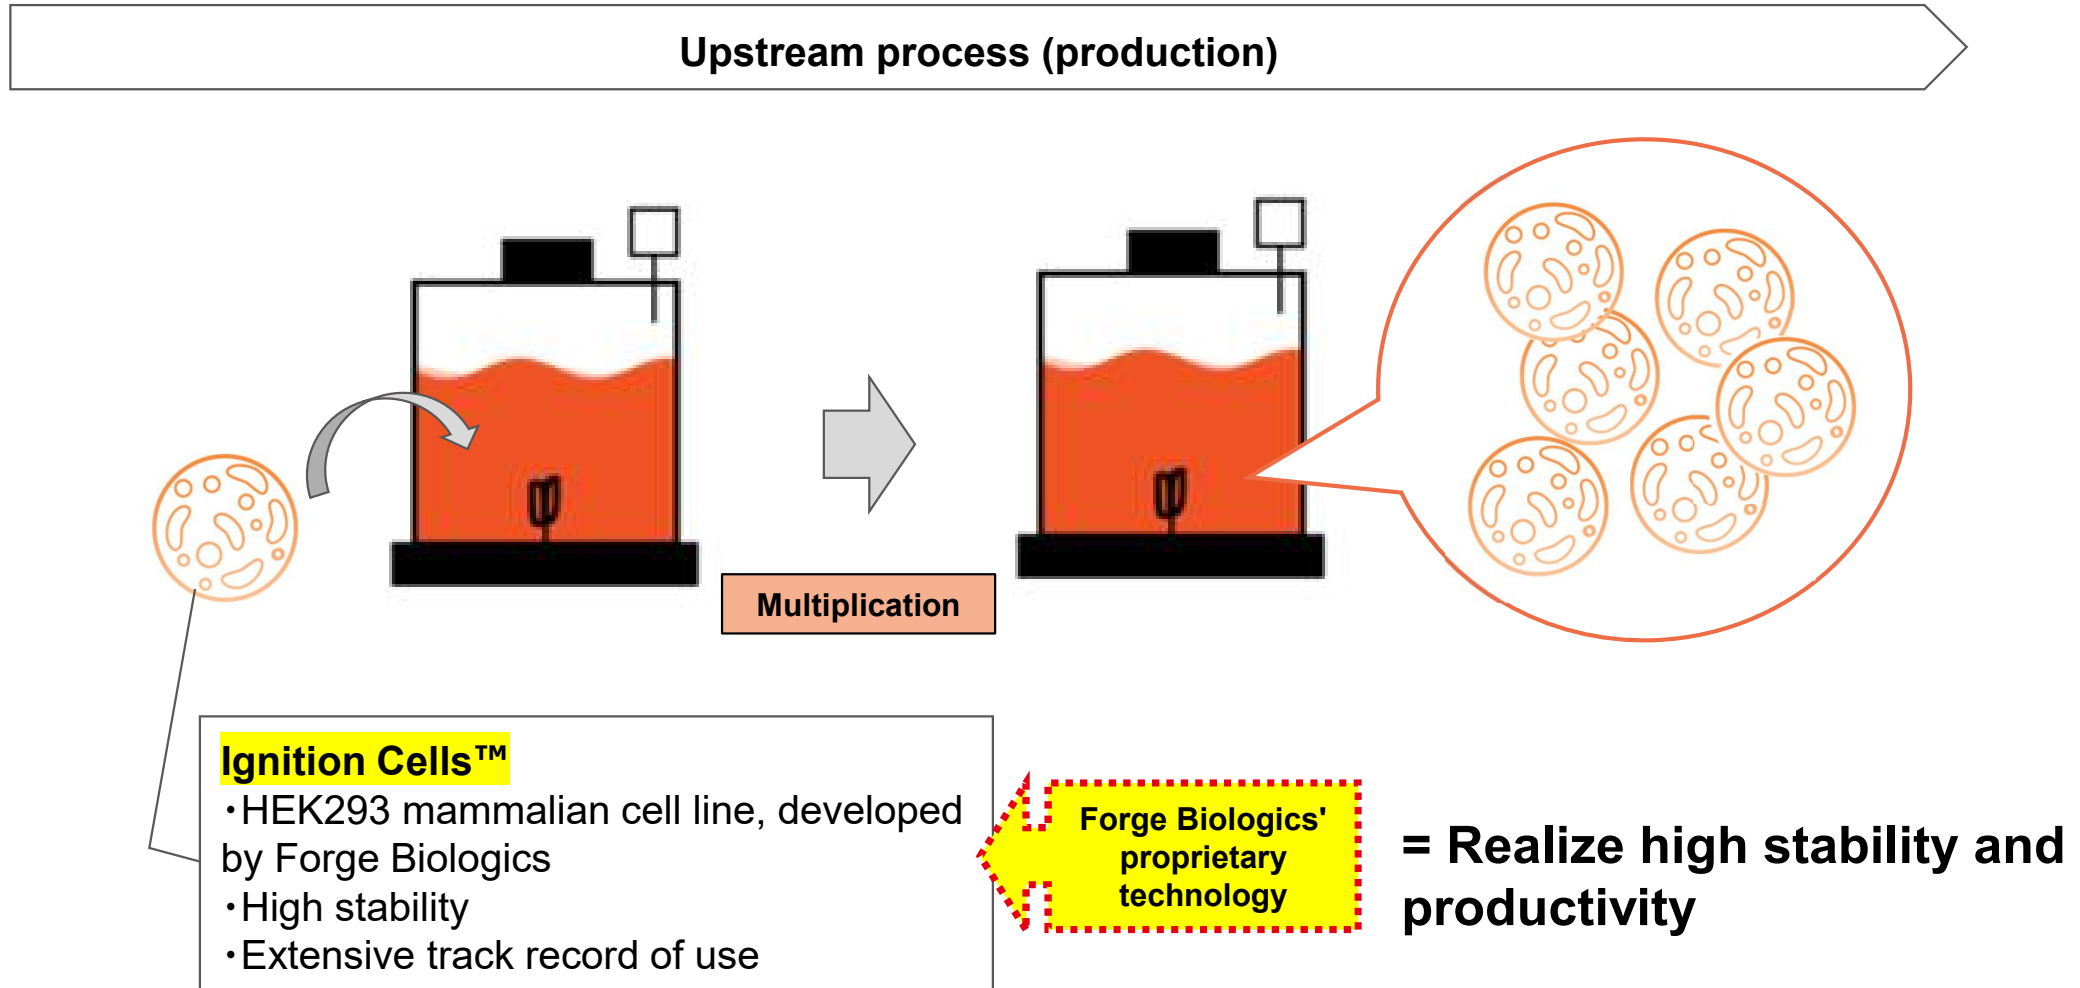 Upstream process (production)
Multiplication
Ignition Cells™
・HEK293 mammalian cell line, developed
by Forge Biologics
・High stability
・Extensive track record of use
Forge Biologics'
proprietary
technology
= Realize high stability and
productivity